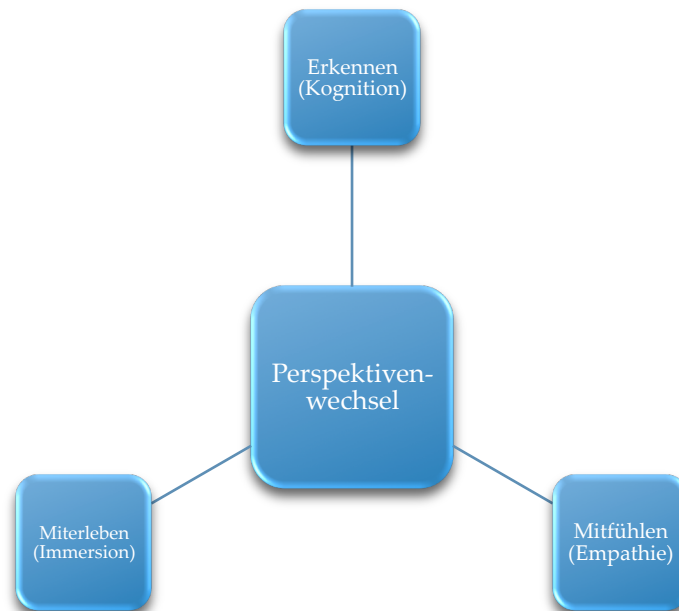 Erkennen
(Kognition)
Perspektiven-
wechsel
Miterleben
(Immersion)
Mitfühlen
(Empathie)